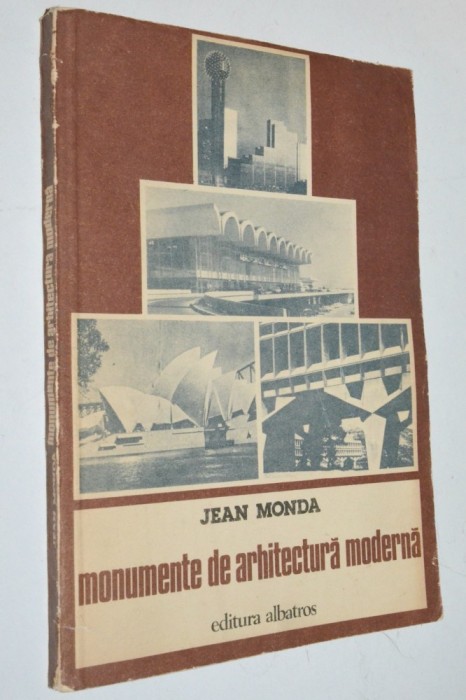 JEAN MONDA
monumente de arhitectură modernă
editura albatros
monumente de arhitectură modernă